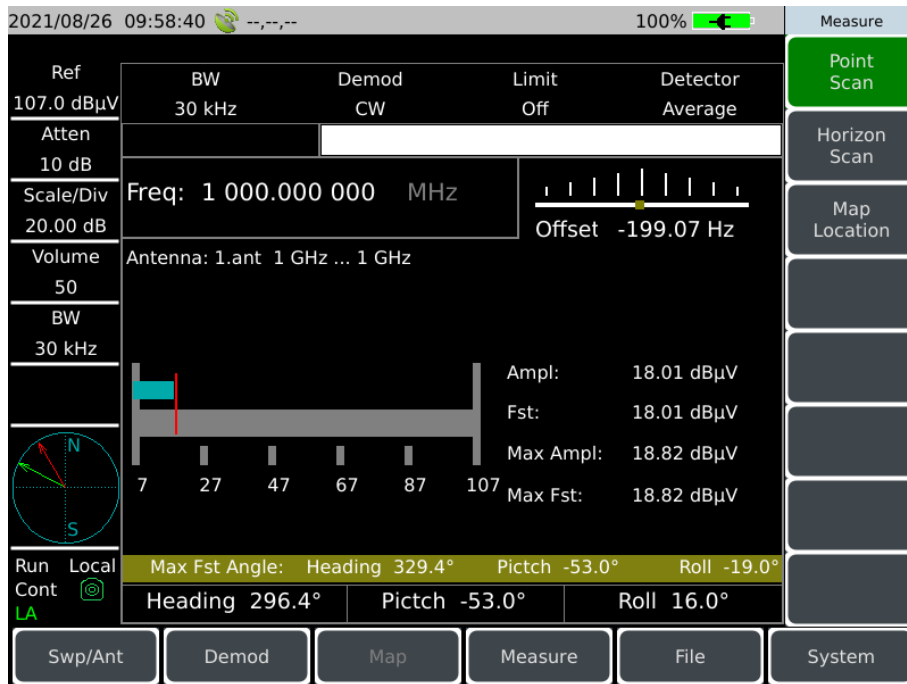 2021/08/26 09:58:40 --,--,-- 100%
Measure
Ref
107.0 dBµV
Atten
10 dB
Scale/Div
20.00 dB
Volume
50
BW
30 kHz
N
S
Run Local
Cont
LA
BW Demod Limit Detector
30 kHz CW Off Average
Freq: 1 000.000 000 MHz
Offset -199.07 Hz
Antenna: 1.ant 1 GHz ... 1 GHz
Ampl: 18.01 dBµV
Fst: 18.01 dBµV
Max Ampl: 18.82 dBµV
Max Fst: 18.82 dBµV
7 27 47 67 87 107
Max Fst Angle: Heading 329.4° Pictch -53.0° Roll -19.0°
Heading 296.4° Pictch -53.0° Roll 16.0°
Point
Scan
Horizon
Scan
Map
Location
Swp/Ant Demod Map Measure File System